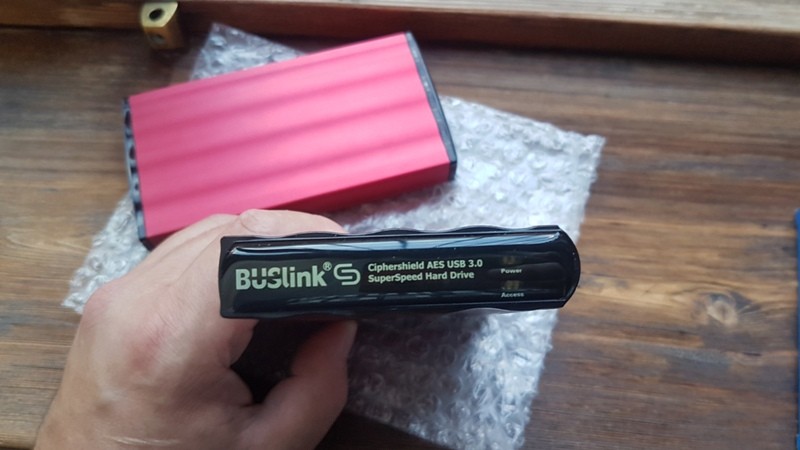 BUSlink®
Ciphershield AES USB 3.0
SuperSpeed Hard Drive
Power
Access